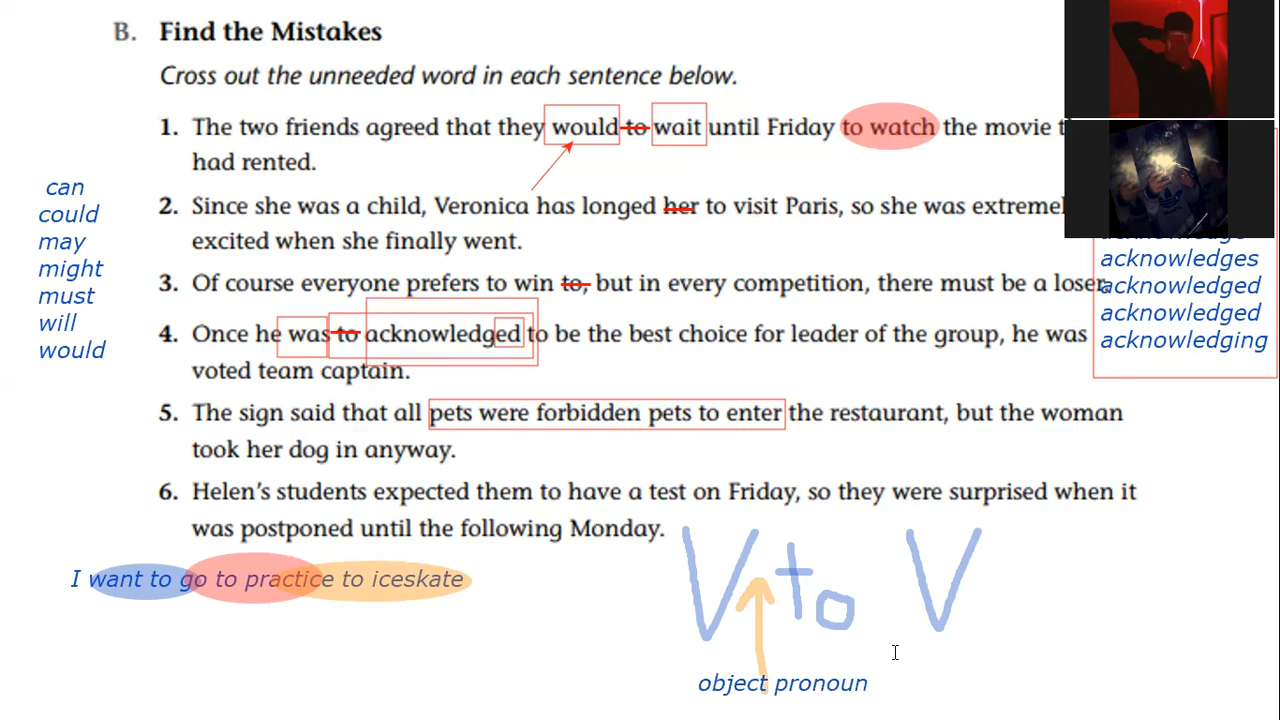 B. Find the Mistakes
Cross out the unneeded word in each sentence below.
1. The two friends agreed that they would to wait until Friday to watch the movie
had rented.
2. Since she was a child, Veronica has longed her to visit Paris, so she was
excited when she finally went.
3. Of course everyone prefers to win to, but in every competition, there must be a loser.
4. Once he was to acknowledged to be the best choice for leader of the group, he was
voted team captain.
5. The sign said that all pets were forbidden pets to enter the restaurant, but the woman
took her dog in anyway.
6. Helen's students expected them to have a test on Friday, so they were surprised when it
was postponed until the following Monday.
can
could
may
might
must
will
would
acknowledges
acknowledged
acknowledged
acknowledging
I want to go to practice to iceskate
V to V
object pronoun